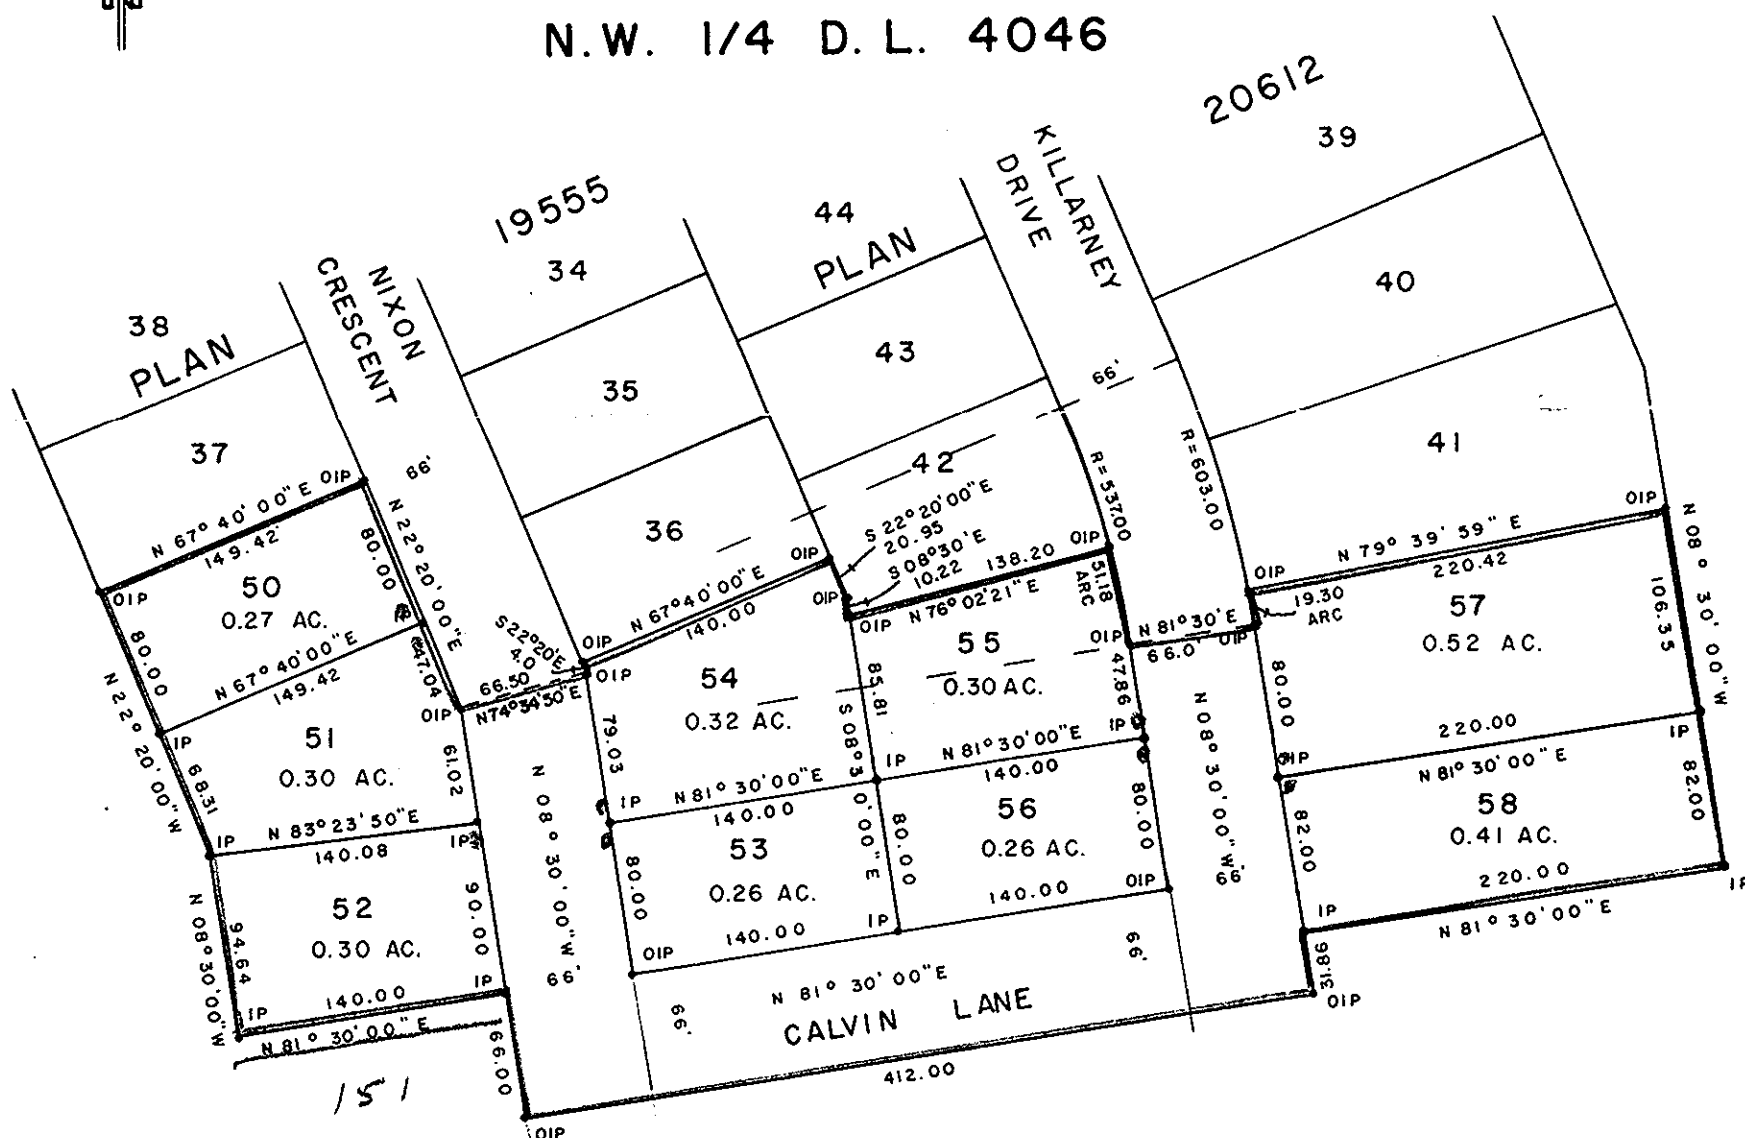 N.W. 1/4 D.L. 4046
20612
39
KILLARNEY
DRIVE
19555
44
PLAN
34
NIXON
CRESCENT
38
PLAN
40
43
66'
35
37
66'
42
41
R=537.00
R=603.00
36
N 67° 40' 00" E
149.42
OIP
OIP
N 22° 20' 00" E
80.00
50
0.27 AC.
80.00
N 22° 20' 00" W
N 67° 40' 00" E
149.42
47.04
S 22° 20' E
4.0
66.50
N 74° 34' 50" E
OIP
OIP
OIP
N 67° 40' 00" E
140.00
OIP
S 22° 20' 00" E
20.95
S 08° 30' E
10.22
OIP
OIP
138.20
N 76° 02' 21" E
OIP
51.18
ARC
N 81° 30' E
66.0
OIP
OIP
OIP
19.30
ARC
N 79° 39' 59" E
220.42
OIP
N 08° 30' 00" W
106.35
57
0.52 AC.
80.00
55
0.30 AC.
47.86
54
0.32 AC.
85.81
S 08° 30' 00" E
79.03
IP
51
0.30 AC.
61.02
68.31
N 08° 30' 00" W
N 08° 30' 00" W
IP
N 83° 23' 50" E
140.08
IP
IP
N 81° 30' 00" E
140.00
IP
N 81° 30' 00" E
140.00
IP
IP
220.00
N 81° 30' 00" E
IP
58
0.41 AC.
82.00
82.00
220.00
N 81° 30' 00" E
IP
IP
56
0.26 AC.
80.00
80.00
140.00
OIP
66'
53
0.26 AC.
80.00
140.00
OIP
IP
52
0.30 AC.
90.00
94.64
N 08° 30' 00" W
140.00
IP
IP
N 81° 30' 00" E
66.00
151
66'
66'
66'
N 81° 30' 00" E
CALVIN LANE
31.86
OIP
412.00
OIP